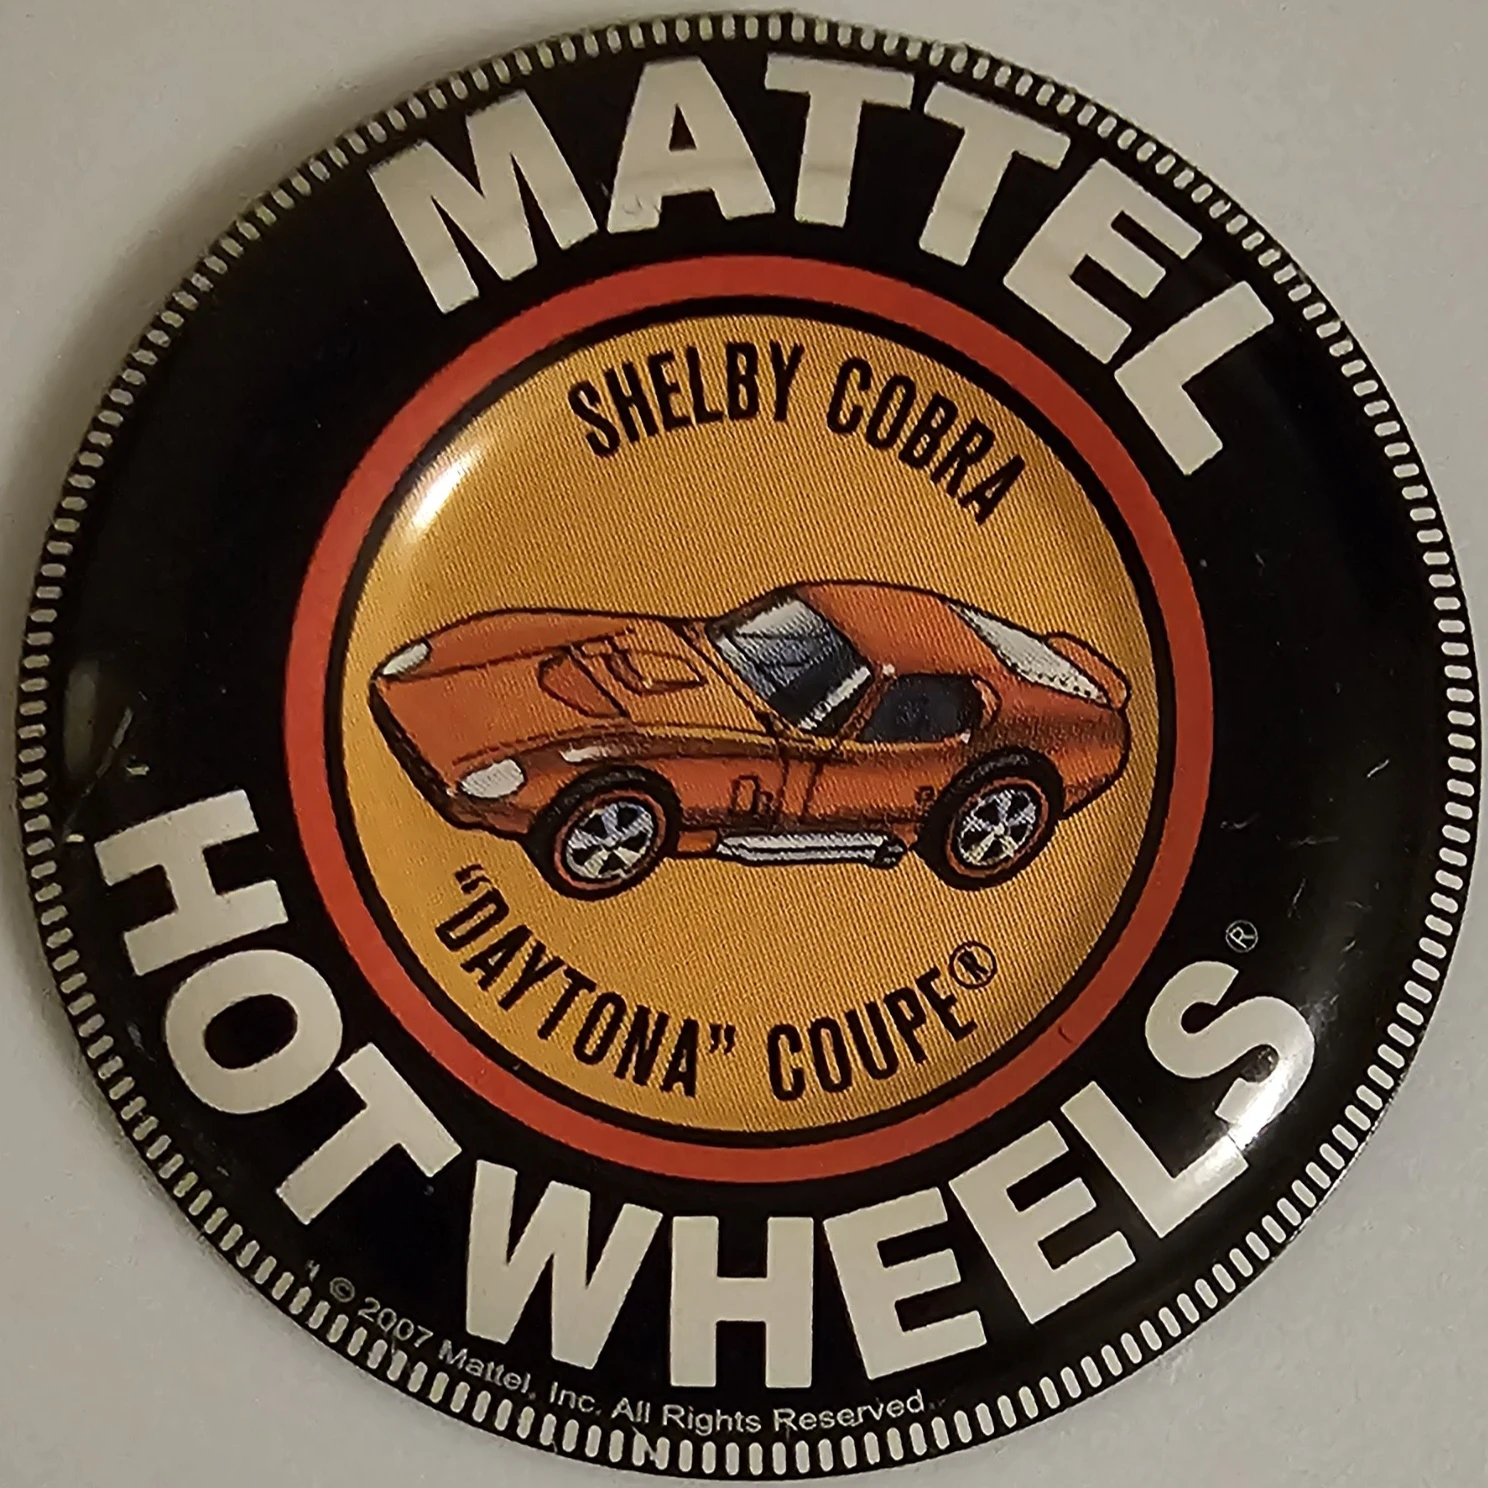 MATTEL
SHELBY COBRA
"DAYTONA" COUPE®
HOT WHEELS®
© 2007 Mattel, Inc. All Rights Reserved.